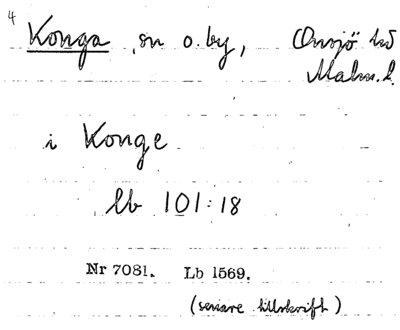 4
Konga, sn o. by, Onsjö hd
Malm. l.
i Konge
lb 101:18
Nr 7081. Lb 1569.
(senare tillskrift)